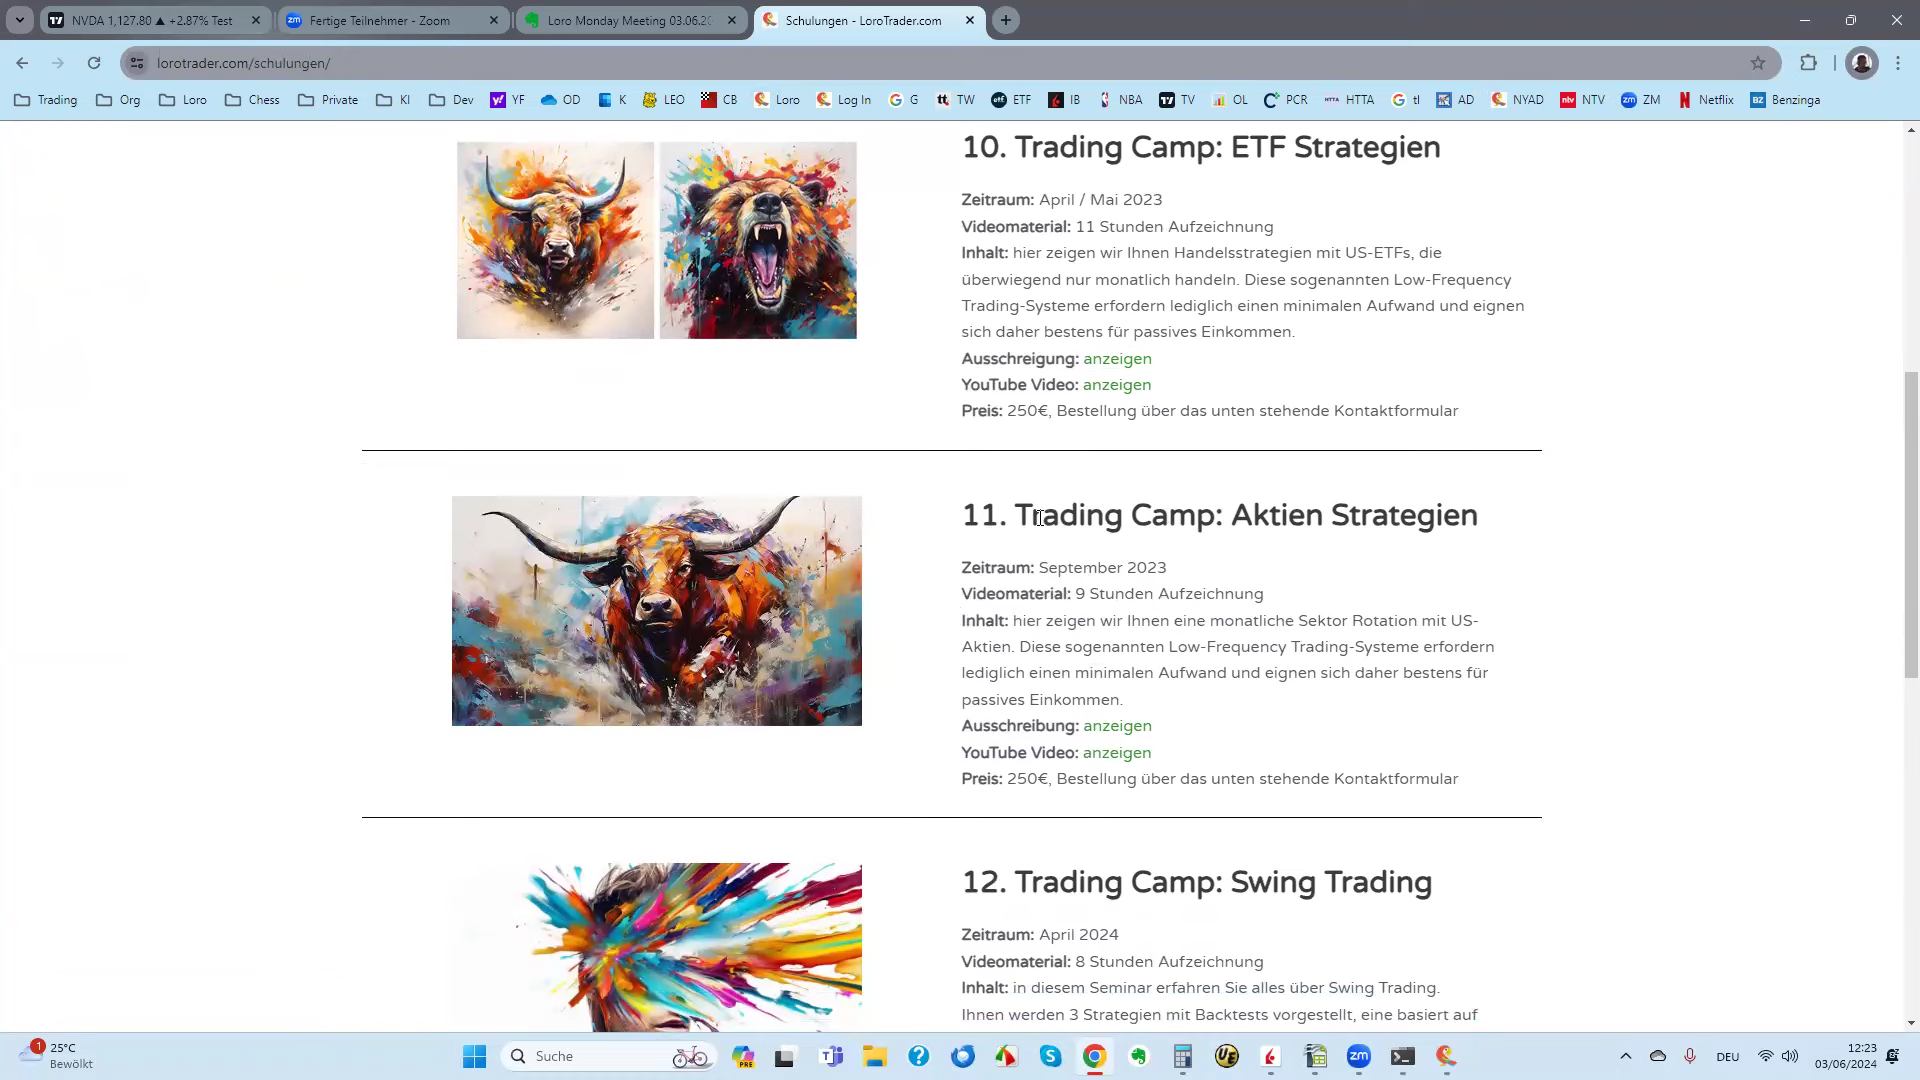 NVDA 1,127.80 ▲ +2.87% Test
Fertige Teilnehmer - Zoom
Loro Monday Meeting 03.06.20
Schulungen - LoroTrader.com
lorotrader.com/schulungen/
Trading
Org
Loro
Chess
Private
KI
Dev
YF
OD
K
LEO
CB
Loro
Log In
G
TW
ETF
IB
NBA
TV
OL
PCR
HTTA
tl
AD
NYAD
NTV
ZM
Netflix
Benzinga
10. Trading Camp: ETF Strategien
Zeitraum: April / Mai 2023
Videomaterial: 11 Stunden Aufzeichnung
Inhalt: hier zeigen wir Ihnen Handelsstrategien mit US-ETFs, die
überwiegend nur monatlich handeln. Diese sogenannten Low-Frequency
Trading-Systeme erfordern lediglich einen minimalen Aufwand und eignen
sich daher bestens für passives Einkommen.
Ausschreigung: anzeigen
YouTube Video: anzeigen
Preis: 250€, Bestellung über das unten stehende Kontaktformular
11. Trading Camp: Aktien Strategien
Zeitraum: September 2023
Videomaterial: 9 Stunden Aufzeichnung
Inhalt: hier zeigen wir Ihnen eine monatliche Sektor Rotation mit US-
Aktien. Diese sogenannten Low-Frequency Trading-Systeme erfordern
lediglich einen minimalen Aufwand und eignen sich daher bestens für
passives Einkommen.
Ausschreibung: anzeigen
YouTube Video: anzeigen
Preis: 250€, Bestellung über das unten stehende Kontaktformular
12. Trading Camp: Swing Trading
Zeitraum: April 2024
Videomaterial: 8 Stunden Aufzeichnung
Inhalt: in diesem Seminar erfahren Sie alles über Swing Trading.
Ihnen werden 3 Strategien mit Backtests vorgestellt, eine basiert auf
1
25°C
Bewölkt
Suche
DEU
12:23
03/06/2024